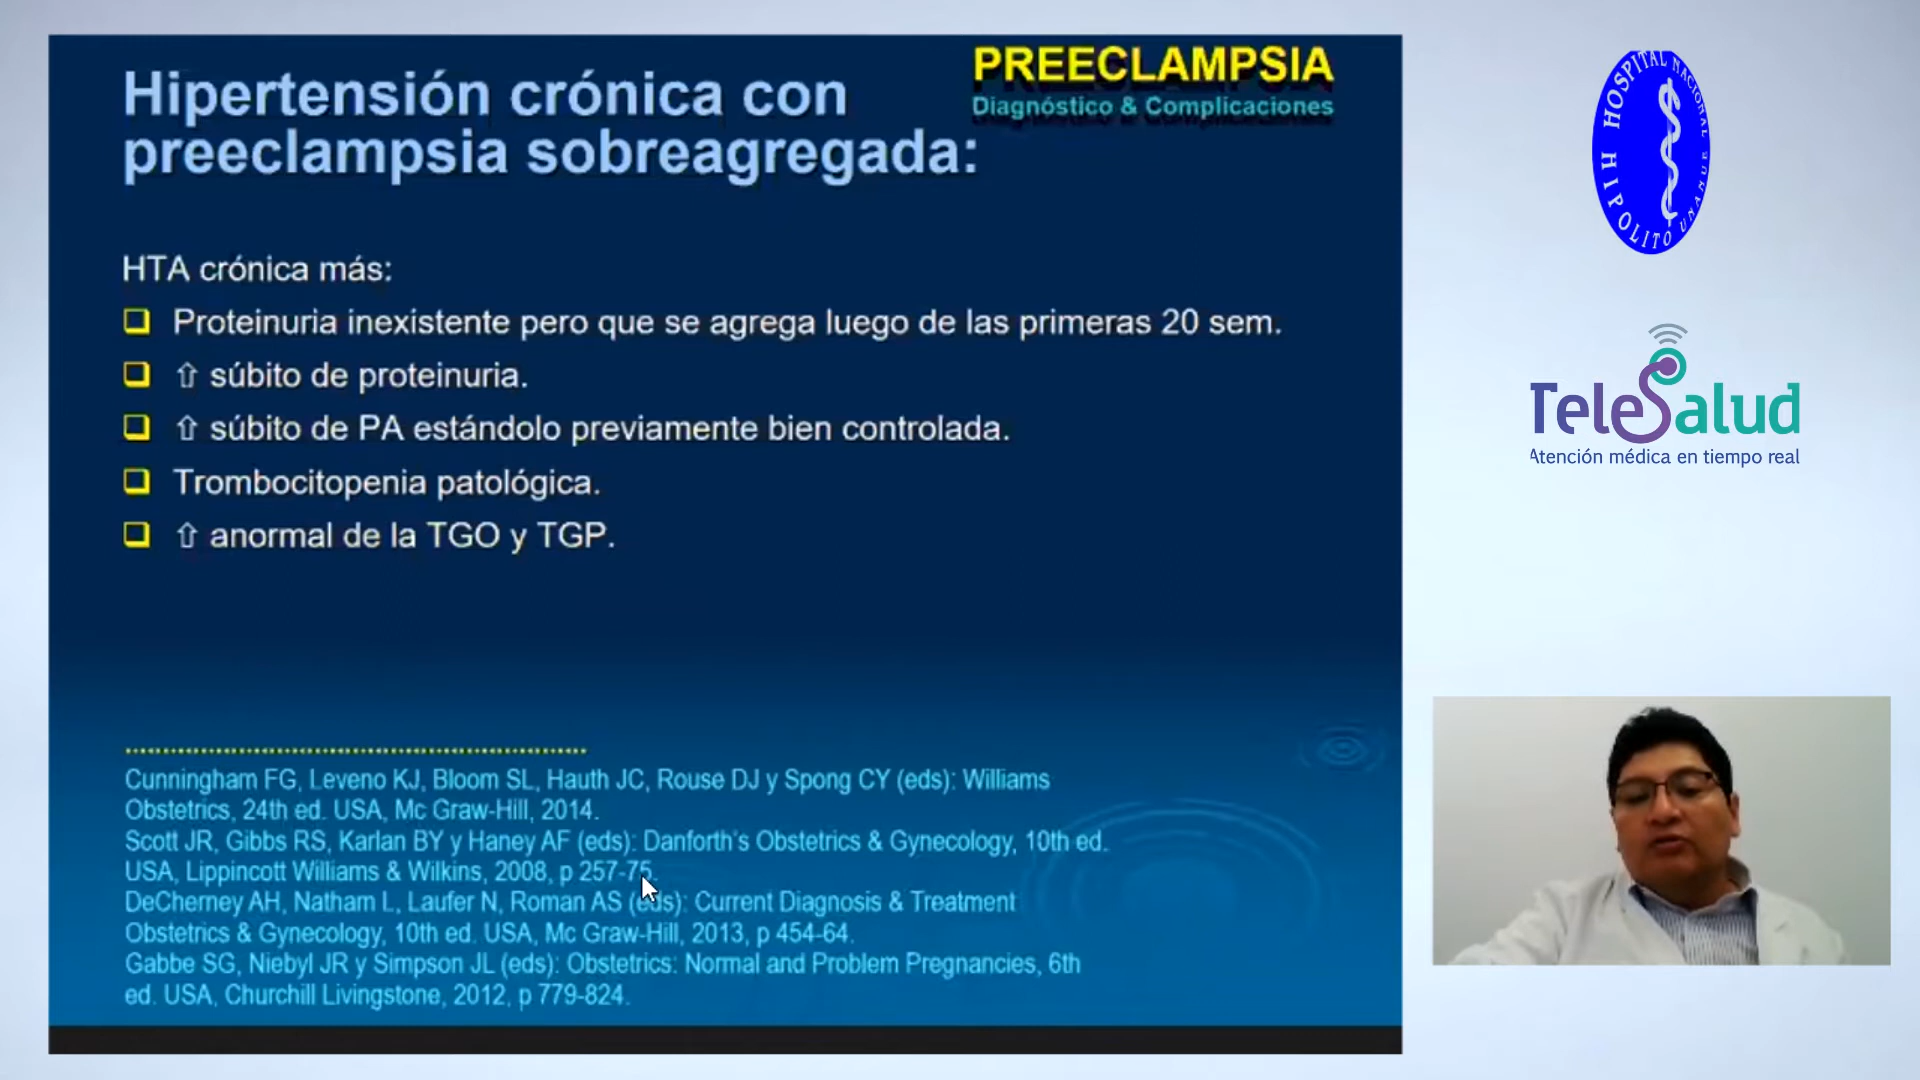 Hipertensión crónica con
preeclampsia sobreagregada:
PREECLAMPSIA
Diagnóstico & Complicaciones
HTA crónica más:
❑ Proteinuria inexistente pero que se agrega luego de las primeras 20 sem.
❑ ⇧ súbito de proteinuria.
❑ ⇧ súbito de PA estándolo previamente bien controlada.
❑ Trombocitopenia patológica.
❑ ⇧ anormal de la TGO y TGP.
Cunningham FG, Leveno KJ, Bloom SL, Hauth JC, Rouse DJ y Spong CY (eds): Williams
Obstetrics, 24th ed. USA, Mc Graw-Hill, 2014.
Scott JR, Gibbs RS, Karlan BY y Haney AF (eds): Danforth's Obstetrics & Gynecology, 10th ed.
USA, Lippincott Williams & Wilkins, 2008, p 257-75.
DeCherney AH, Natham L, Laufer N, Roman AS (eds): Current Diagnosis & Treatment
Obstetrics & Gynecology, 10th ed. USA, Mc Graw-Hill, 2013, p 454-64.
Gabbe SG, Niebyl JR y Simpson JL (eds): Obstetrics: Normal and Problem Pregnancies, 6th
ed. USA, Churchill Livingstone, 2012, p 779-824.
HOSPITAL NACIONAL
HIPOLITO UNANUE
TeleSalud
Atención médica en tiempo real